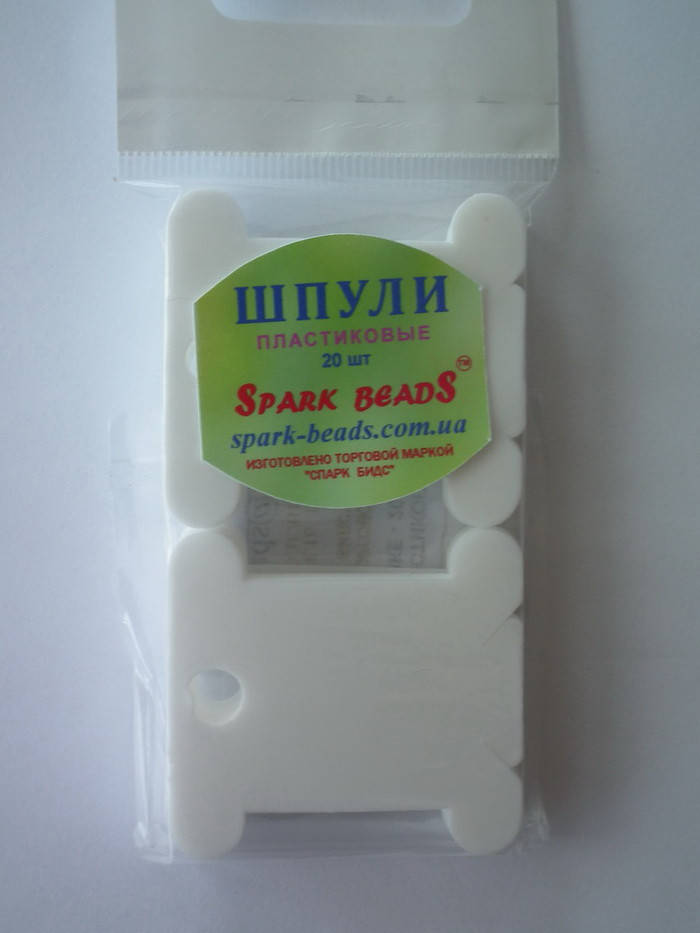 ШПУЛИ
ПЛАСТИКОВЫЕ
20 шт
SPARK BEADS™
spark-beads.com.ua
ИЗГОТОВЛЕНО ТОРГОВОЙ МАРКОЙ
"СПАРК БИДС"